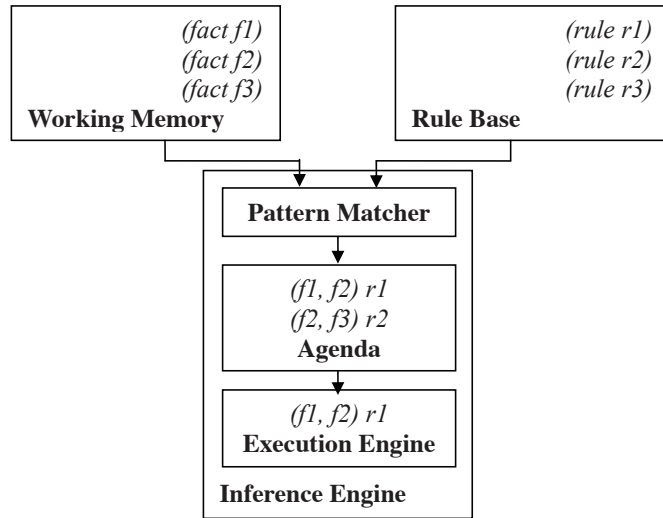 (fact f1)
(fact f2)
(fact f3)
Working Memory
(rule r1)
(rule r2)
(rule r3)
Rule Base
Pattern Matcher
(f1, f2) r1
(f2, f3) r2
Agenda
(f1, f2) r1
Execution Engine
Inference Engine